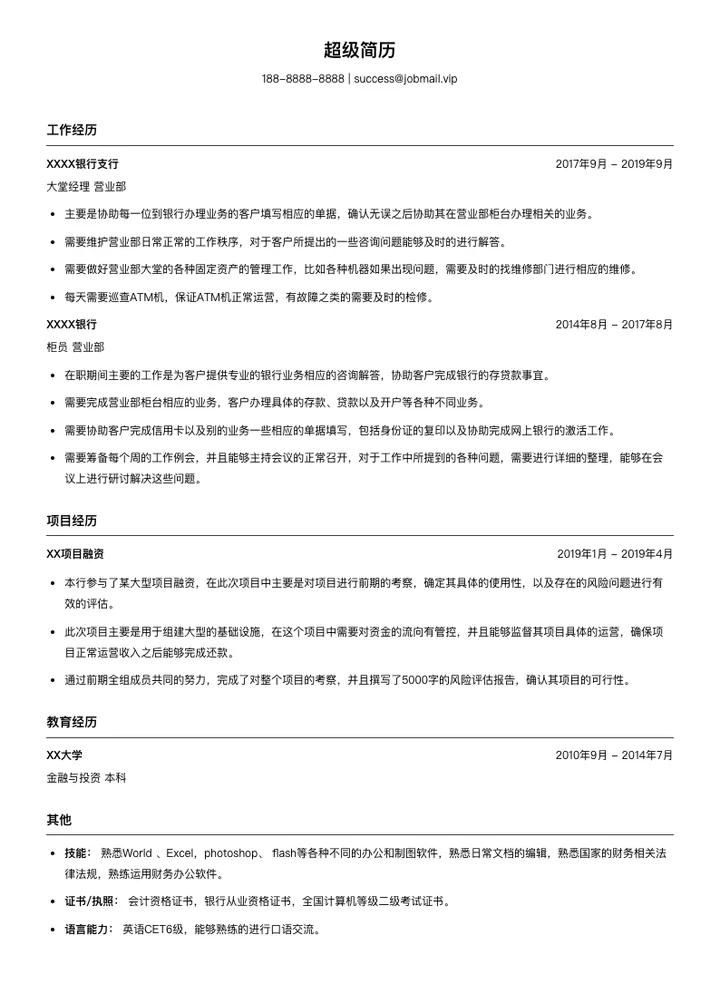 超级简历
188-8888-8888 | success@jobmail.vip
工作经历
XXXX银行支行 2017年9月 – 2019年9月
大堂经理 营业部
• 主要是协助每一位到银行办理业务的客户填写相应的单据，确认无误之后协助其在营业部柜台办理相关的业务。
• 需要维护营业部日常正常的工作秩序，对于客户所提出的一些咨询问题能够及时的进行解答。
• 需要做好营业部大堂的各种固定资产的管理工作，比如各种机器如果出现问题，需要及时的找维修部门进行相应的维修。
• 每天需要巡查ATM机，保证ATM机正常运营，有故障之类的需要及时的检修。
XXXX银行 2014年8月 – 2017年8月
柜员 营业部
• 在职期间主要的工作是为客户提供专业的银行业务相应的咨询解答，协助客户完成银行的存贷款事宜。
• 需要完成营业部柜台相应的业务，客户办理具体的存款、贷款以及开户等各种不同业务。
• 需要协助客户完成信用卡以及别的业务一些相应的单据填写，包括身份证的复印以及协助完成网上银行的激活工作。
• 需要筹备每个周的工作例会，并且能够主持会议的正常召开，对于工作中所提到的各种问题，需要进行详细的整理，能够在会
议上进行研讨解决这些问题。
项目经历
XX项目融资 2019年1月 – 2019年4月
• 本行参与了某大型项目融资，在此次项目中主要是对项目进行前期的考察，确定其具体的使用性，以及存在的风险问题进行有
效的评估。
• 此次项目主要是用于组建大型的基础设施，在这个项目中需要对资金的流向有管控，并且能够监督其项目具体的运营，确保项
目正常运营收入之后能够完成还款。
• 通过前期全组成员共同的努力，完成了对整个项目的考察，并且撰写了5000字的风险评估报告，确认其项目的可行性。
教育经历
XX大学 2010年9月 – 2014年7月
金融与投资 本科
其他
• 技能： 熟悉World 、Excel，photoshop、 flash等各种不同的办公和制图软件，熟悉日常文档的编辑，熟悉国家的财务相关法
律法规，熟练运用财务办公软件。
• 证书/执照： 会计资格证书，银行从业资格证书，全国计算机等级二级考试证书。
• 语言能力： 英语CET6级，能够熟练的进行口语交流。